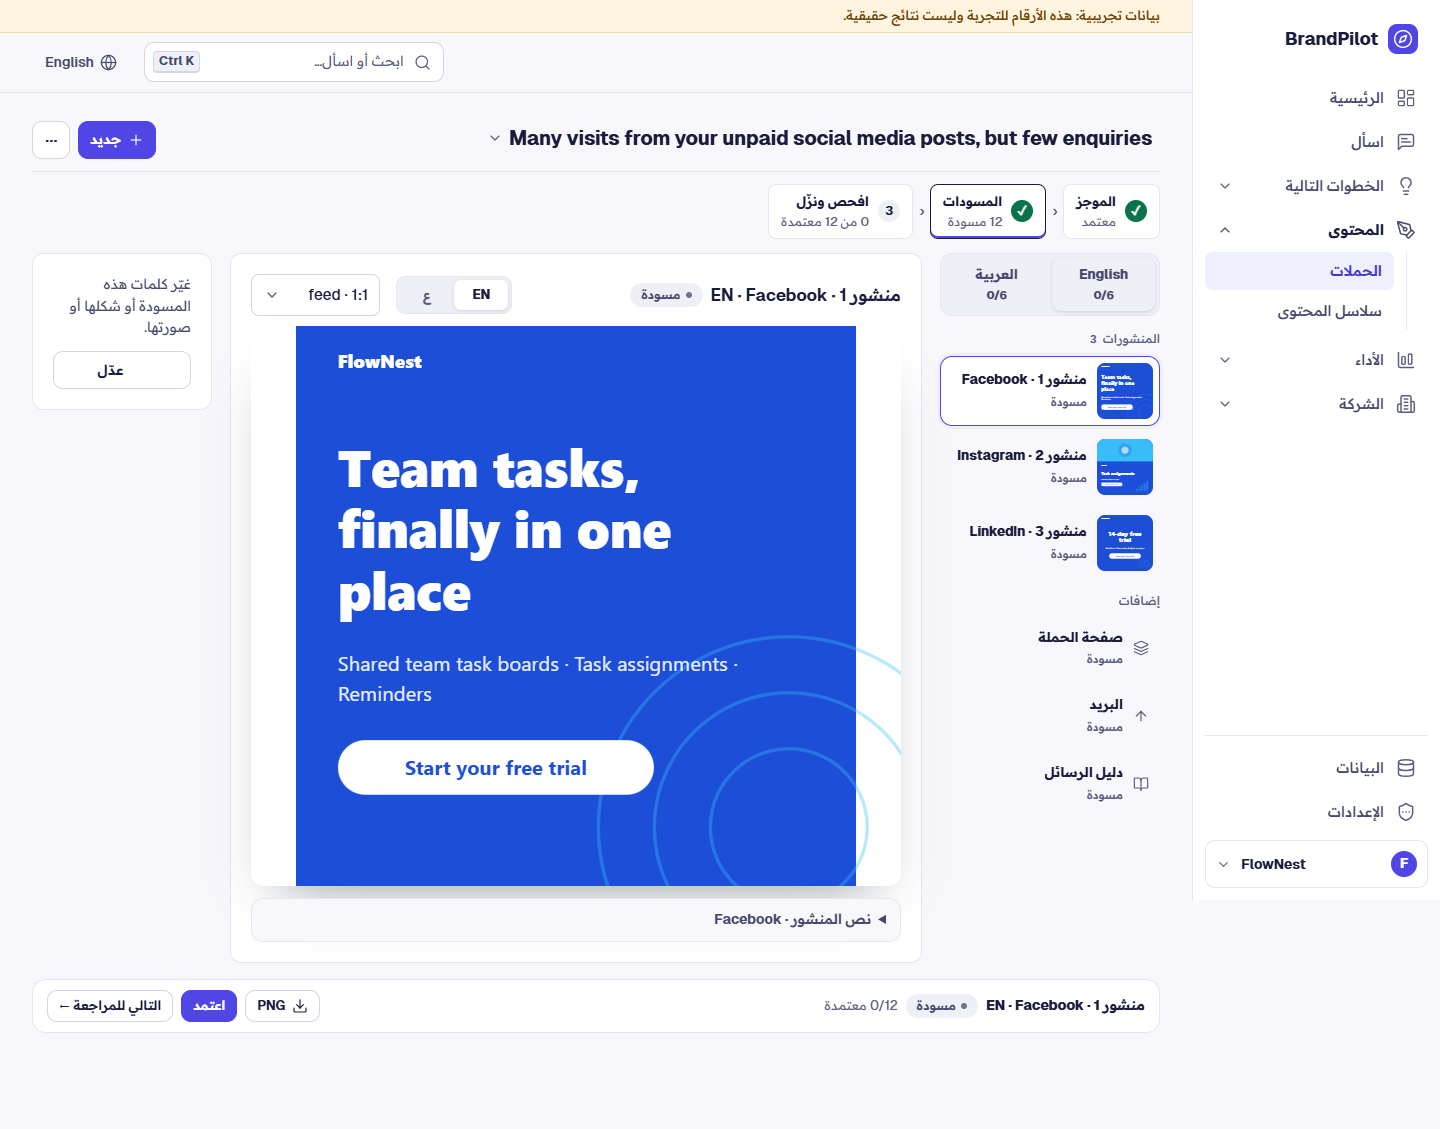 بيانات تجريبية: هذه الأرقام للتجربة وليست نتائج حقيقية.
BrandPilot
الرئيسية
اسأل
الخطوات التالية
المحتوى
الحملات
سلاسل المحتوى
الأداء
الشركة
البيانات
الإعدادات
F FlowNest
ابحث أو اسأل...
Ctrl K
English
Many visits from your unpaid social media posts, but few enquiries
+ جديد
...
الموجز
معتمد
المسودات
12 مسودة
3 افحص ونزّل
0 من 12 معتمدة
English
0/6
العربية
0/6
المنشورات 3
منشور 1 · Facebook
مسودة
منشور 2 · Instagram
مسودة
منشور 3 · LinkedIn
مسودة
إضافات
صفحة الحملة
مسودة
البريد
مسودة
دليل الرسائل
مسودة
منشور 1 · EN · Facebook
مسودة
EN
ع
feed · 1:1
FlowNest
Team tasks,
finally in one
place
Shared team task boards · Task assignments ·
Reminders
Start your free trial
نص المنشور · Facebook
غيّر كلمات هذه
المسودة أو شكلها أو
صورتها.
عدّل
منشور 1 · EN · Facebook
مسودة
0/12 معتمدة
PNG
اعتمد
التالي للمراجعة ←